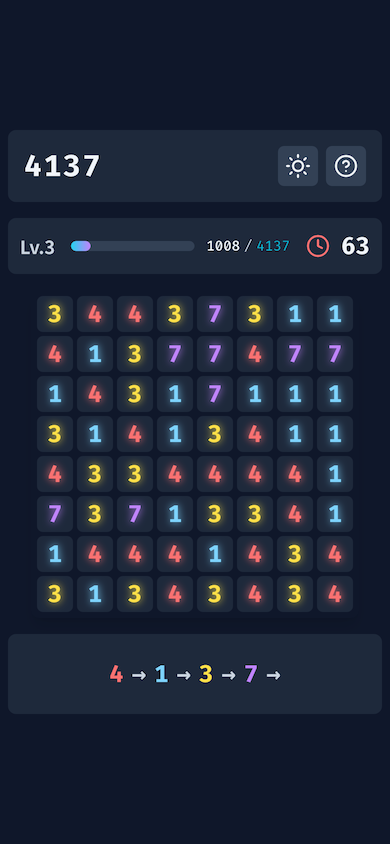 4137
Lv.3 1008 / 4137 63
3 4 4 3 7 3 1 1
4 1 3 7 7 4 7 7
1 4 3 1 7 1 1 1
3 1 4 1 3 4 1 1
4 3 3 4 4 4 4 1
7 3 7 1 3 3 4 1
1 4 4 4 1 4 3 4
3 1 3 4 3 4 3 4
4 → 1 → 3 → 7 →